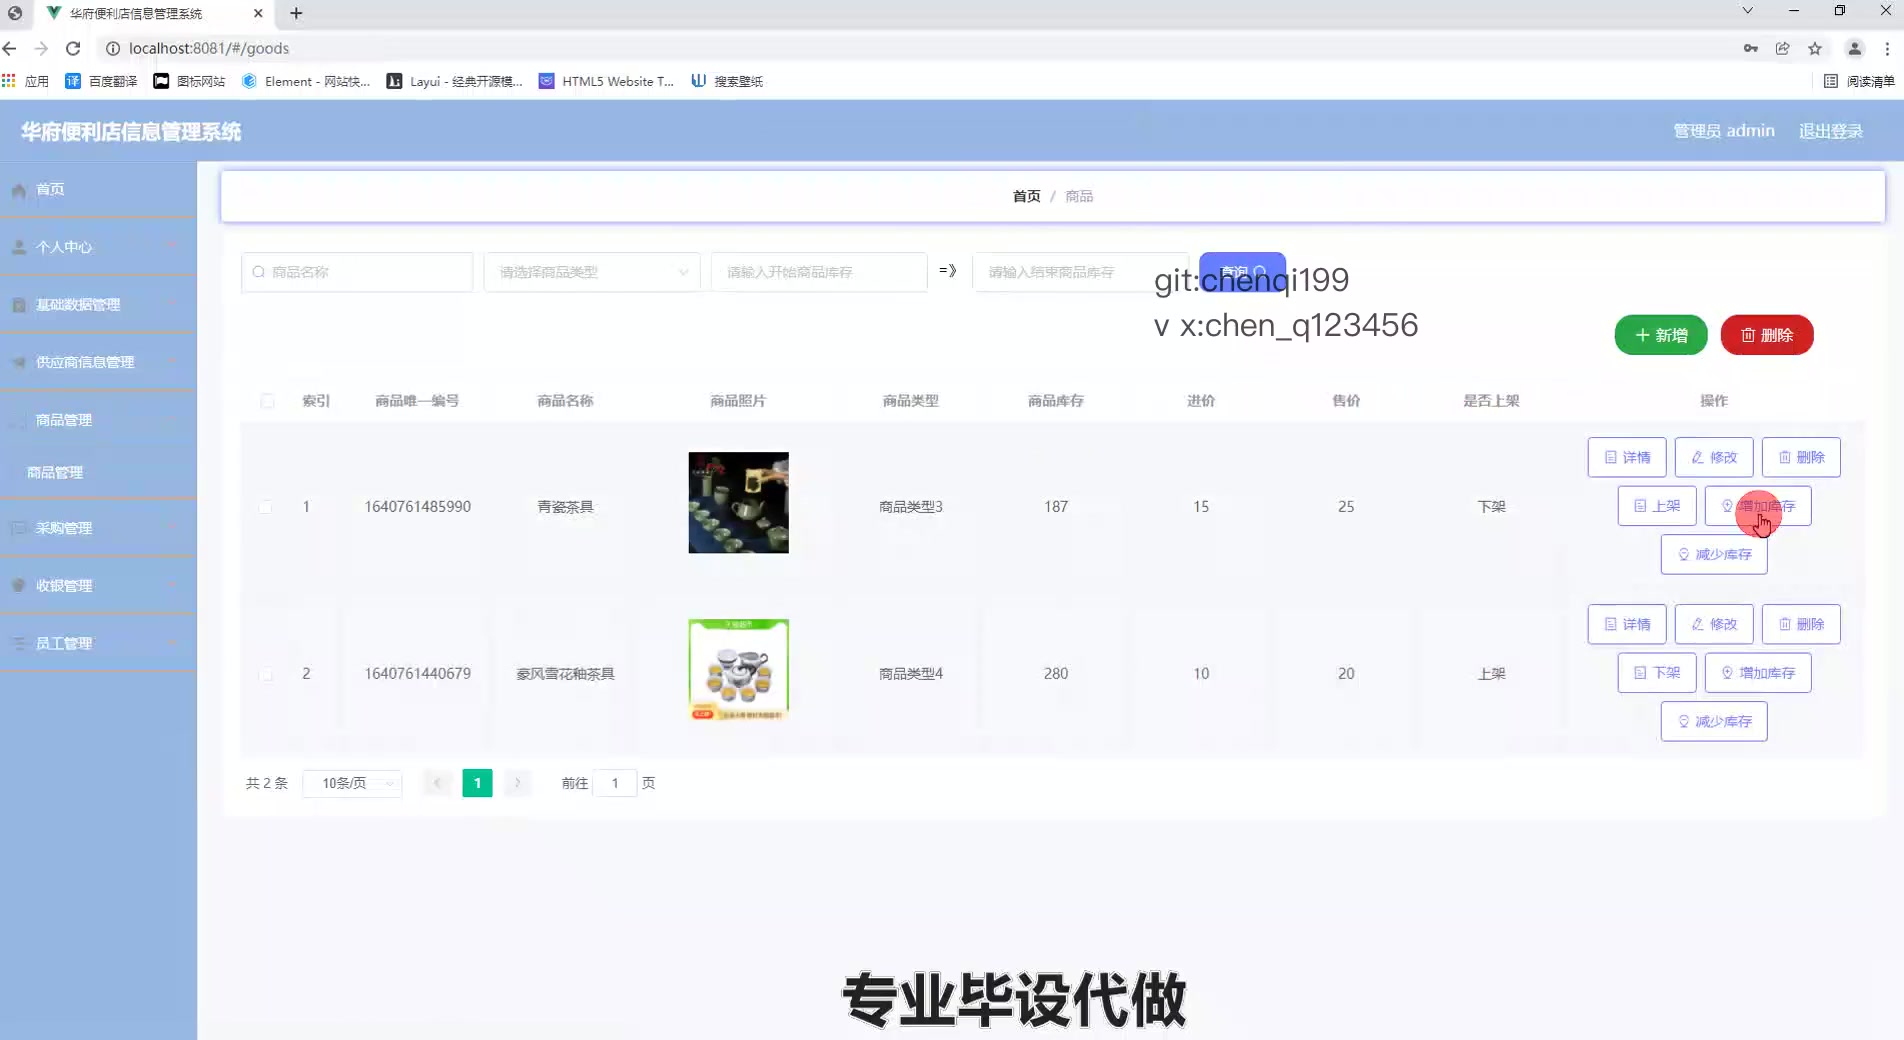 华府便利店信息管理系统
localhost:8081/#/goods
应用
百度翻译
图标网站
Element - 网站快...
Layui - 经典开源模...
HTML5 Website T...
搜索壁纸
阅读清单
华府便利店信息管理系统
管理员 admin
退出登录
首页
个人中心
基础数据管理
供应商信息管理
商品管理
商品管理
采购管理
收银管理
员工管理
首页 / 商品
商品名称
请选择商品类型
请输入开始商品库存
=》
请输入结束商品库存
查询
git:chenqi199
v x:chen_q123456
新增
删除
索引 商品唯一编号 商品名称 商品照片 商品类型 商品库存 进价 售价 是否上架 操作
1 1640761485990 青瓷茶具 商品类型3 187 15 25 下架
详情 修改 删除
上架 增加库存
减少库存
2 1640761440679 豪风雪花釉茶具 商品类型4 280 10 20 上架
详情 修改 删除
下架 增加库存
减少库存
共 2 条 10条/页 1 前往 1 页
专业毕设代做